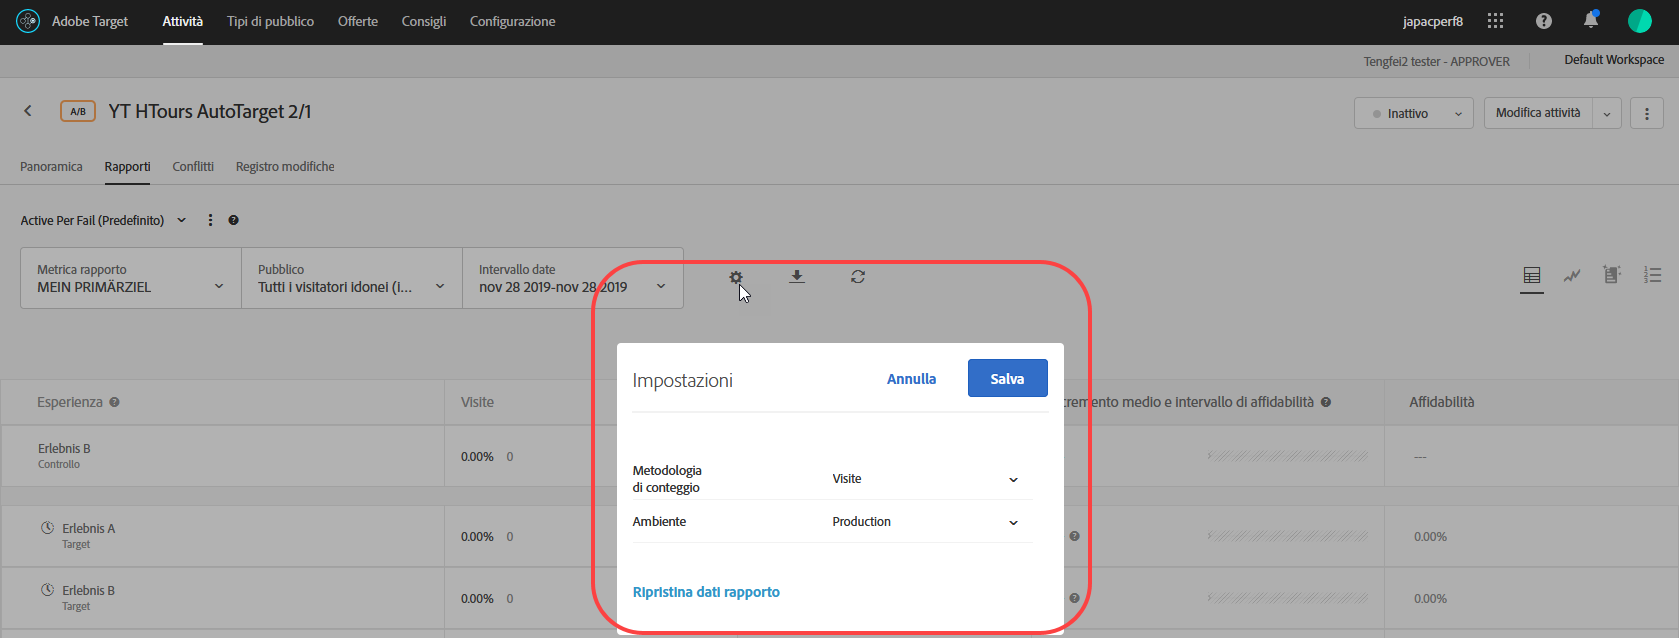 Adobe Target Attività Tipi di pubblico Offerte Consigli Configurazione japacperf8
Tengfei2 tester - APPROVER Default Workspace
A/B YT HTours AutoTarget 2/1 Inattivo Modifica attività
Panoramica Rapporti Conflitti Registro modifiche
Active Per Fail (Predefinito)
Metrica rapporto
MEIN PRIMÄRZIEL
Pubblico
Tutti i visitatori idonei (i...
Intervallo date
nov 28 2019-nov 28 2019
Impostazioni Annulla Salva
Esperienza Visite cremento medio e intervallo di affidabilità Affidabilità
Erlebnis B
Controllo
0.00% 0 ---
Metodologia
di conteggio
Visite
Ambiente Production
Erlebnis A
Target
0.00% 0 0.00%
Erlebnis B
Target
0.00% 0 0.00%
Ripristina dati rapporto